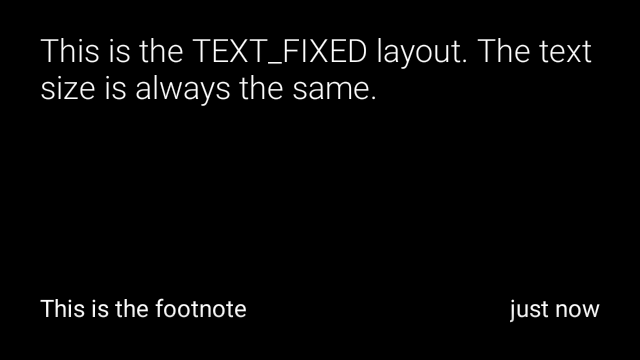 This is the TEXT_FIXED layout. The text
size is always the same.
This is the footnote
just now